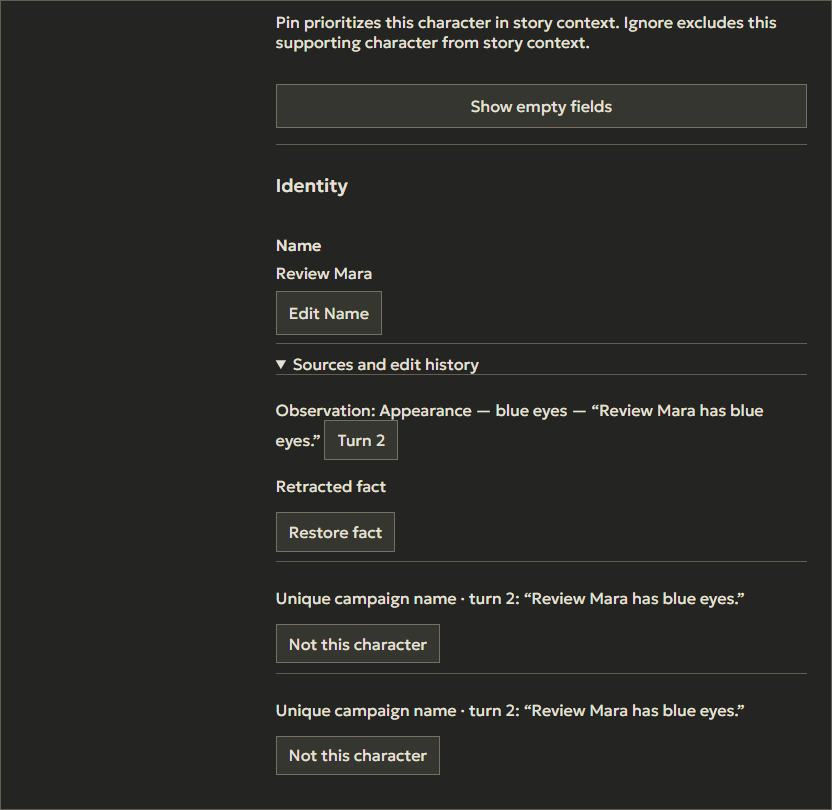 Pin prioritizes this character in story context. Ignore excludes this
supporting character from story context.
Show empty fields
Identity
Name
Review Mara
Edit Name
▼ Sources and edit history
Observation: Appearance — blue eyes — “Review Mara has blue
eyes.” Turn 2
Retracted fact
Restore fact
Unique campaign name · turn 2: “Review Mara has blue eyes.”
Not this character
Unique campaign name · turn 2: “Review Mara has blue eyes.”
Not this character